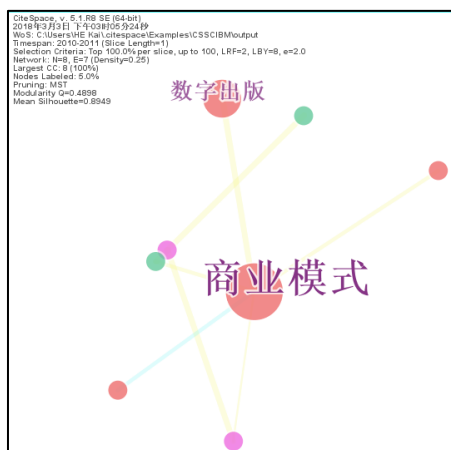 CiteSpace, v. 5.1.R8 SE (64-bit)
2018年3月3日 下午03时05分24秒
WoS: C:\Users\HE Kai\.citespace\Examples\CSSCIBM\output
Timespan: 2010-2011 (Slice Length=1)
Selection Criteria: Top 100.0% per slice, up to 100, LRF=2, LBY=8, e=2.0
Network: N=8, E=7 (Density=0.25)
Largest CC: 8 (100%)
Nodes Labeled: 5.0%
Pruning: MST
Modularity Q=0.4898
Mean Silhouette=0.8949
数字出版
商业模式